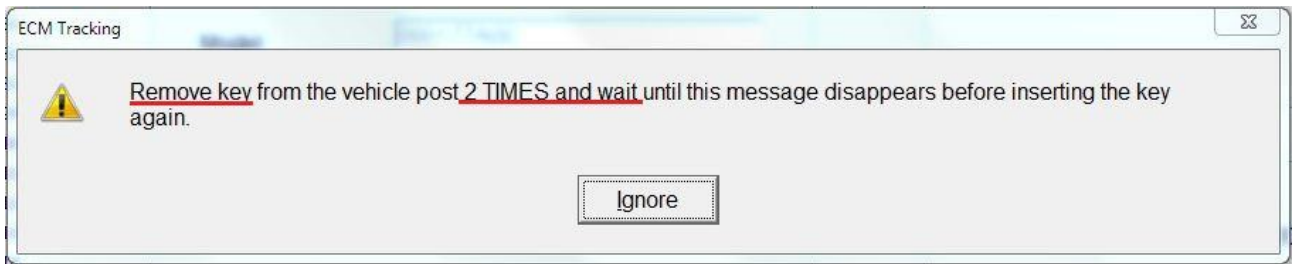 ECM Tracking
Remove key from the vehicle post 2 TIMES and wait until this message disappears before inserting the key
again.
Ignore